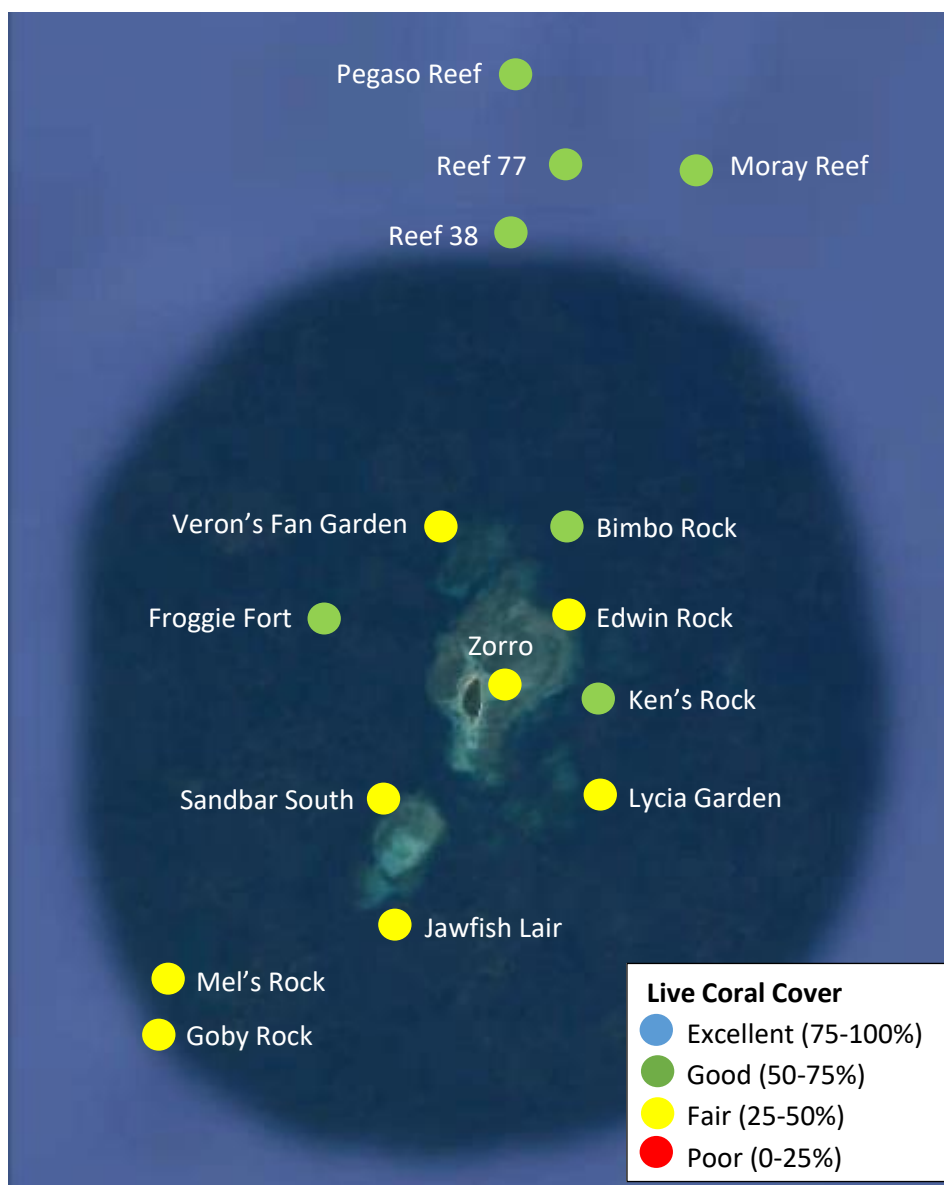 Pegaso Reef
Reef 77
Moray Reef
Reef 38
Veron's Fan Garden
Bimbo Rock
Froggie Fort
Edwin Rock
Zorro
Ken's Rock
Sandbar South
Lycia Garden
Jawfish Lair
Mel's Rock
Goby Rock
Live Coral Cover
Excellent (75-100%)
Good (50-75%)
Fair (25-50%)
Poor (0-25%)